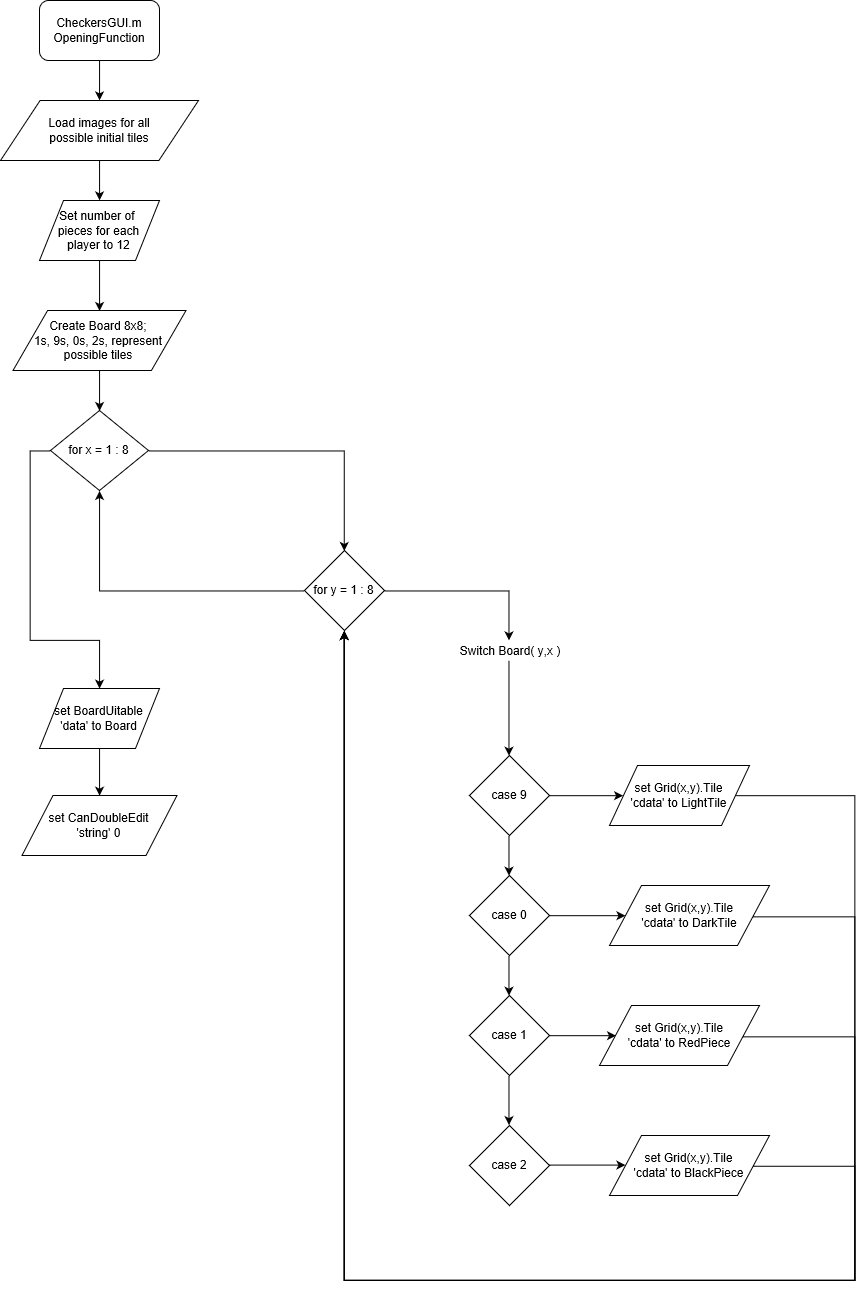 CheckersGUI.m
OpeningFunction
Load images for all
possible initial tiles
Set number of
pieces for each
player to 12
Create Board 8x8;
1s, 9s, 0s, 2s, represent
possible tiles
for x = 1 : 8
for y = 1 : 8
Switch Board( y,x )
set BoardUitable
'data' to Board
case 9
set Grid(x,y).Tile
'cdata' to LightTile
set CanDoubleEdit
'string' 0
case 0
set Grid(x,y).Tile
'cdata' to DarkTile
case 1
set Grid(x,y).Tile
'cdata' to RedPiece
case 2
set Grid(x,y).Tile
'cdata' to BlackPiece